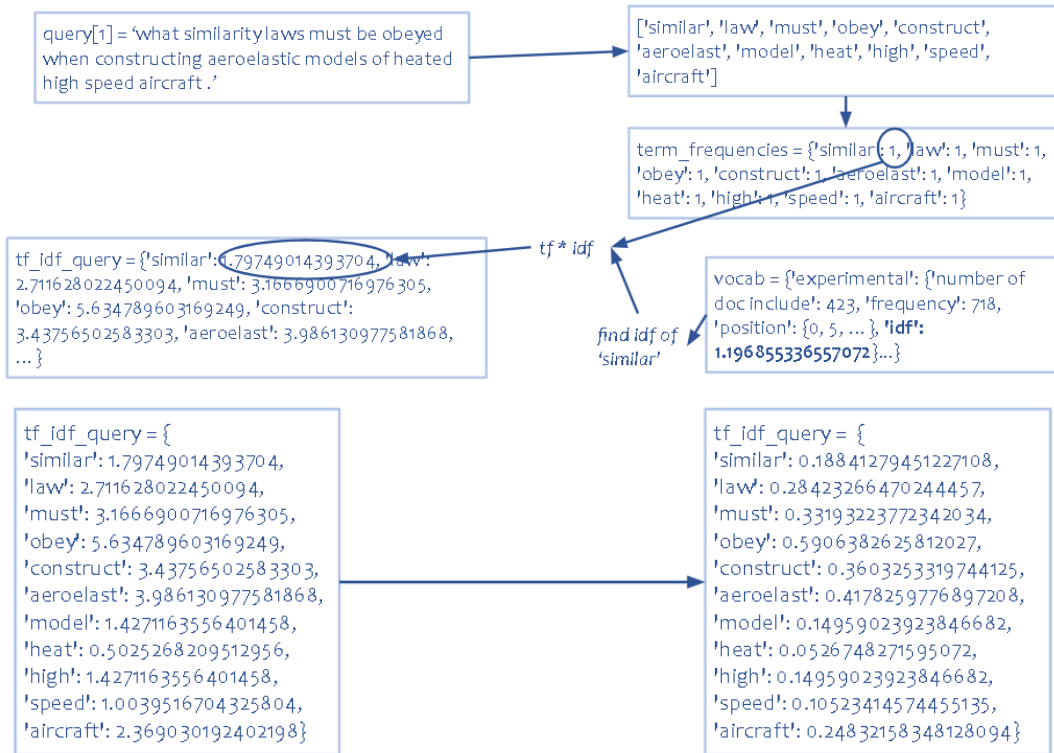 query[1] = ‘what similarity laws must be obeyed
when constructing aeroelastic models of heated
high speed aircraft .’
['similar', 'law', 'must', 'obey', 'construct',
'aeroelast', 'model', 'heat', 'high', 'speed',
'aircraft']
term_frequencies = {'similar': 1, 'law': 1, 'must': 1,
'obey': 1, 'construct': 1, 'aeroelast': 1, 'model': 1,
'heat': 1, 'high': 1, 'speed': 1, 'aircraft': 1}
tf * idf
tf_idf_query = {'similar': 1.79749014393704, 'law':
2.711628022450094, 'must': 3.1666900716976305,
'obey': 5.634789603169249, 'construct':
3.43756502583303, 'aeroelast': 3.986130977581868,
... }
find idf of
‘similar’
vocab = {'experimental': {'number of
doc include': 423, 'frequency': 718,
'position': {0, 5, ... }, 'idf':
1.196855336557072}...}
tf_idf_query = {
'similar': 1.79749014393704,
'law': 2.711628022450094,
'must': 3.1666900716976305,
'obey': 5.634789603169249,
'construct': 3.43756502583303,
'aeroelast': 3.986130977581868,
'model': 1.4271163556401458,
'heat': 0.5025268209512956,
'high': 1.4271163556401458,
'speed': 1.0039516704325804,
'aircraft': 2.369030192402198}
tf_idf_query = {
'similar': 0.18841279451227108,
'law': 0.28423266470244457,
'must': 0.33193223772342034,
'obey': 0.5906382625812027,
'construct': 0.3603253319744125,
'aeroelast': 0.4178259776897208,
'model': 0.14959023923846682,
'heat': 0.0526748271595072,
'high': 0.14959023923846682,
'speed': 0.10523414574455135,
'aircraft': 0.24832158348128094}